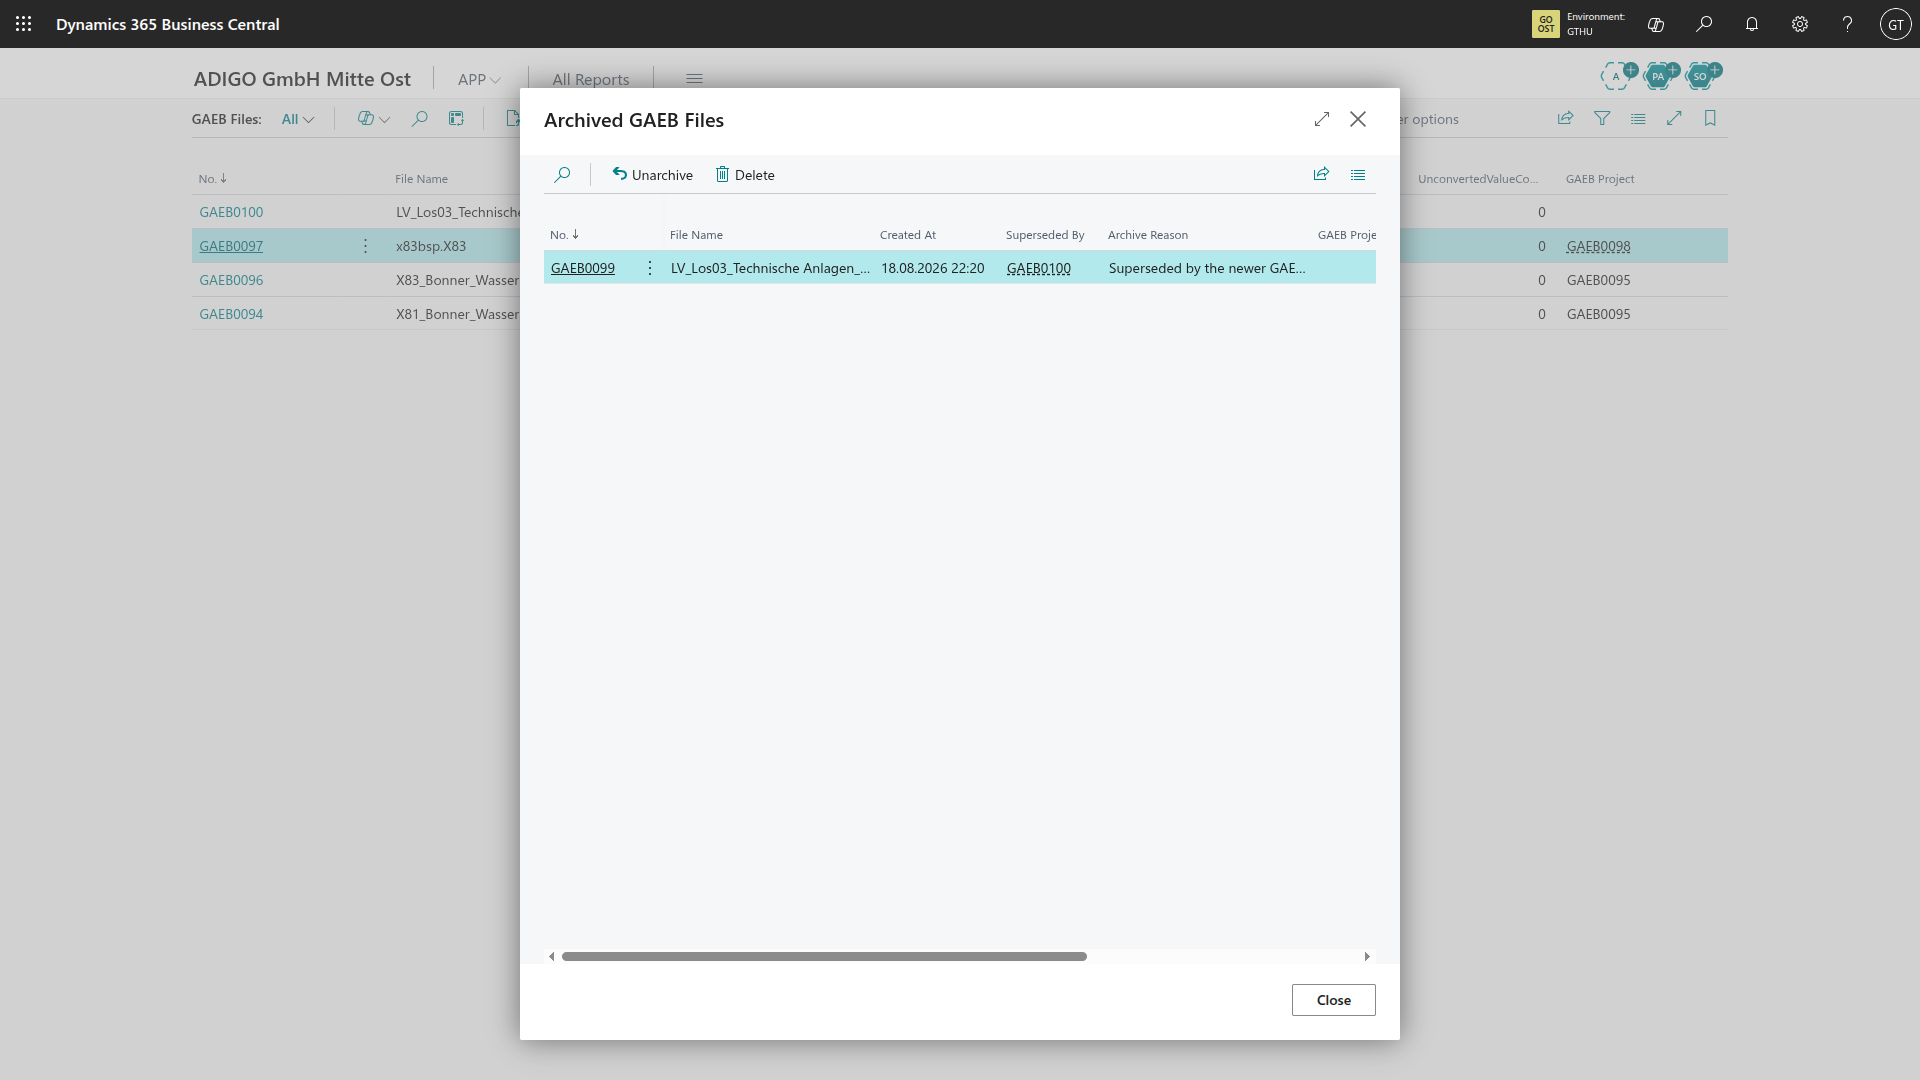 Dynamics 365 Business Central
GO
OST
Environment:
GTHU
GT
ADIGO GmbH Mitte Ost
APP
All Reports
A
PA
SO
GAEB Files:
All
er options
No.
File Name
UnconvertedValueCo...
GAEB Project
GAEB0100
LV_Los03_Technische
0
GAEB0097
x83bsp.X83
0
GAEB0098
GAEB0096
X83_Bonner_Wasser
0
GAEB0095
GAEB0094
X81_Bonner_Wasser
0
GAEB0095
Archived GAEB Files
Unarchive
Delete
No.
File Name
Created At
Superseded By
Archive Reason
GAEB Proje
GAEB0099
LV_Los03_Technische Anlagen_...
18.08.2026 22:20
GAEB0100
Superseded by the newer GAE...
Close